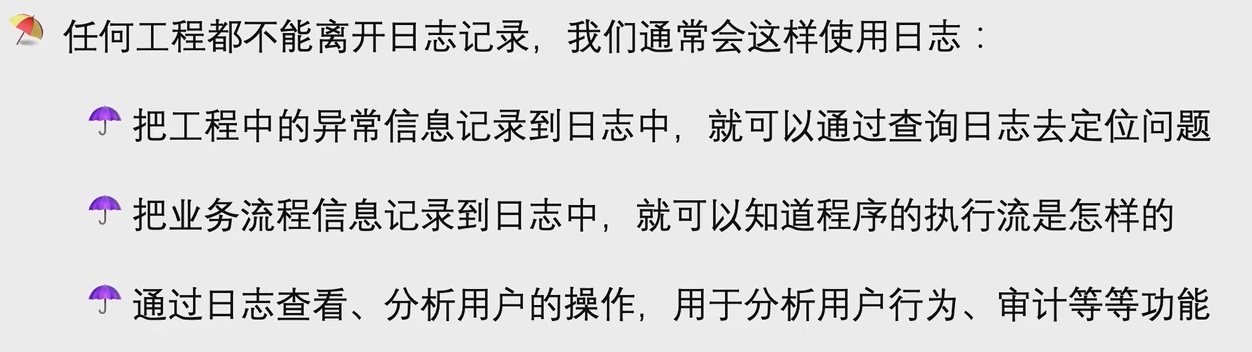 任何工程都不能离开日志记录，我们通常会这样使用日志：
把工程中的异常信息记录到日志中，就可以通过查询日志去定位问题
把业务流程信息记录到日志中，就可以知道程序的执行流是怎样的
通过日志查看、分析用户的操作，用于分析用户行为、审计等等功能